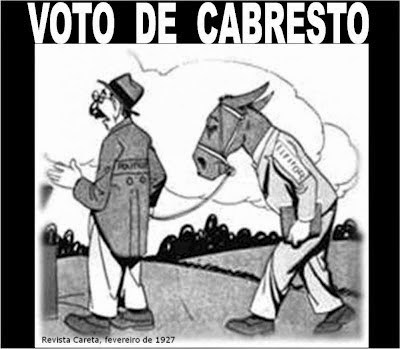 VOTO DE CABRESTO
POLITICO
ELEITOR
Revista Careta, fevereiro de 1927